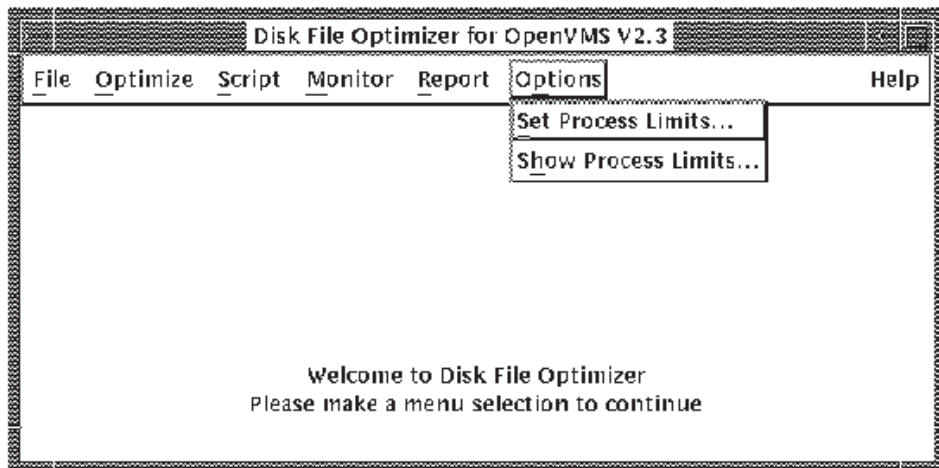 Disk File Optimizer for OpenVMS V2.3
File Optimize Script Monitor Report Options Help
Set Process Limits...
Show Process Limits...
Welcome to Disk File Optimizer
Please make a menu selection to continue